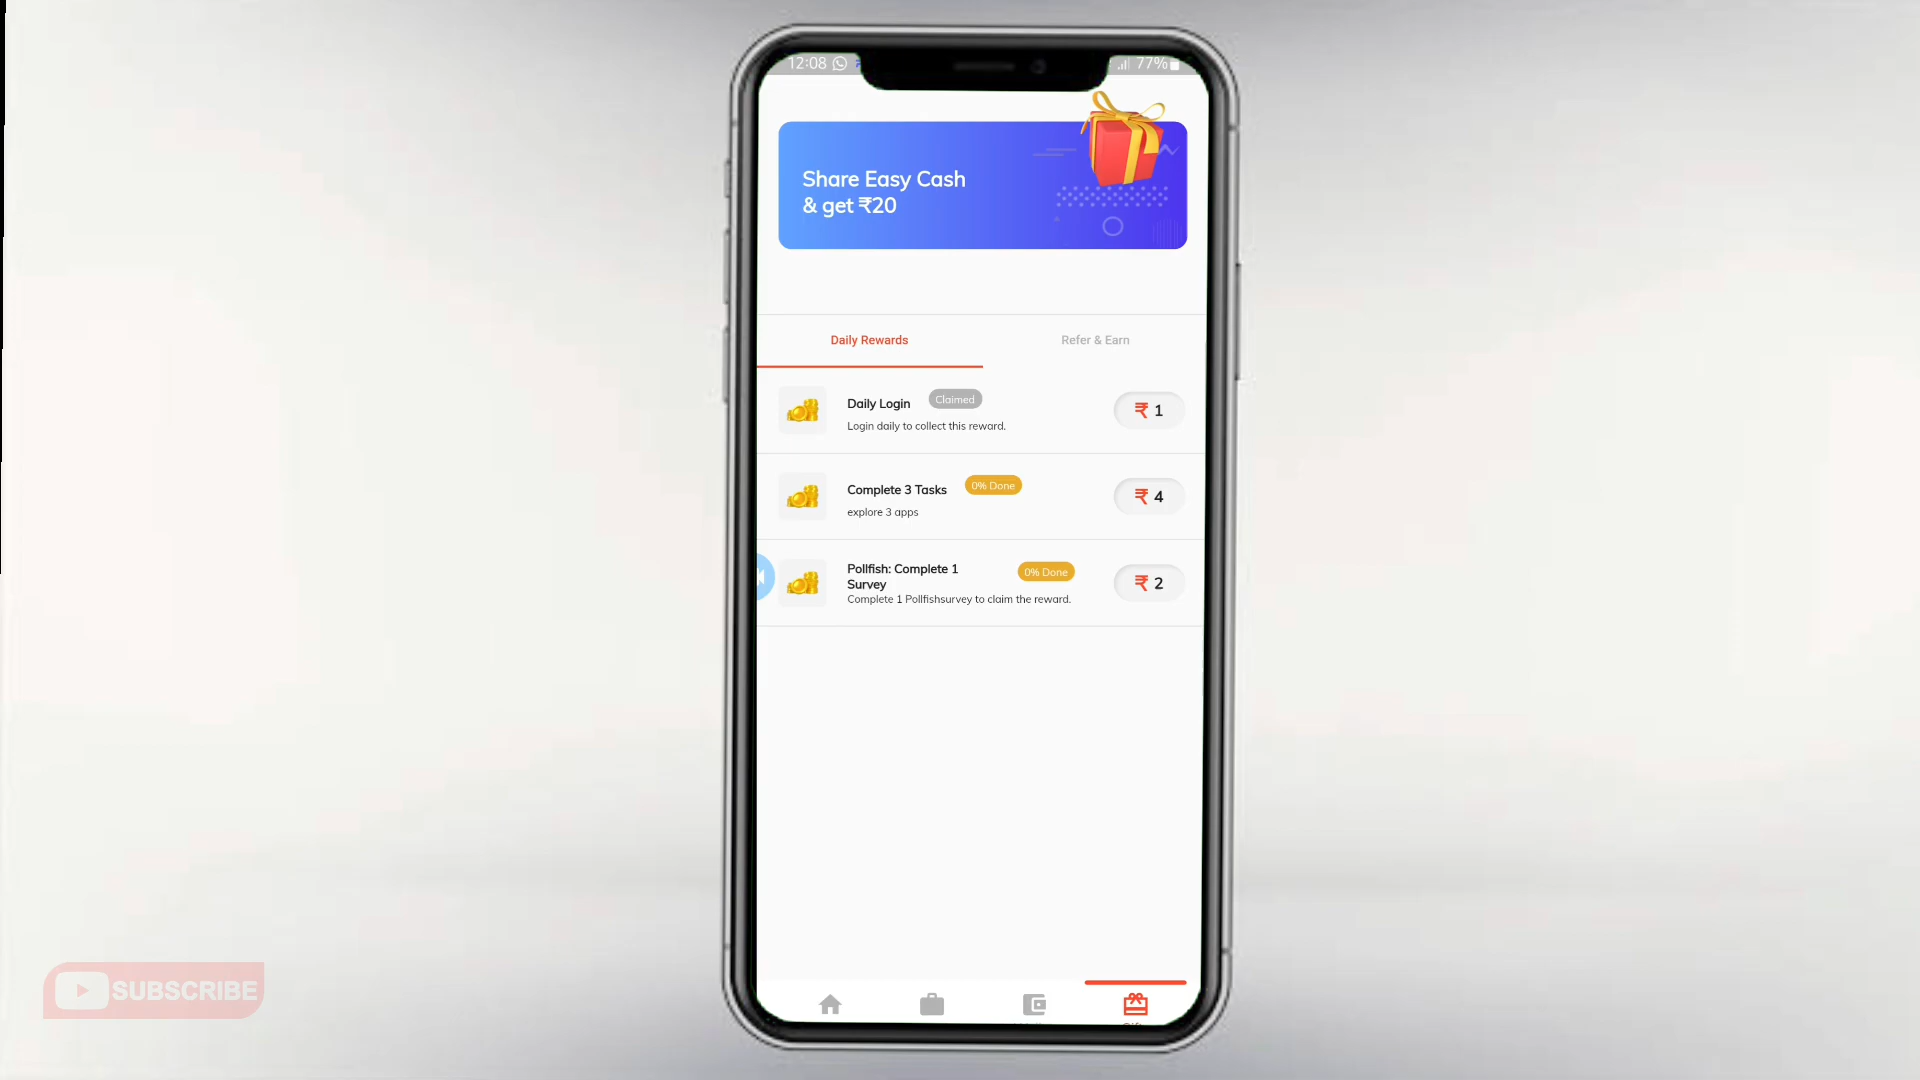 12:08
77%
Share Easy Cash
& get ₹20
Daily Rewards
Refer & Earn
Daily Login
Claimed
₹ 1
Login daily to collect this reward.
Complete 3 Tasks
0% Done
₹ 4
explore 3 apps
Pollfish: Complete 1
Survey
0% Done
₹ 2
Complete 1 Pollfishsurvey to claim the reward.
SUBSCRIBE